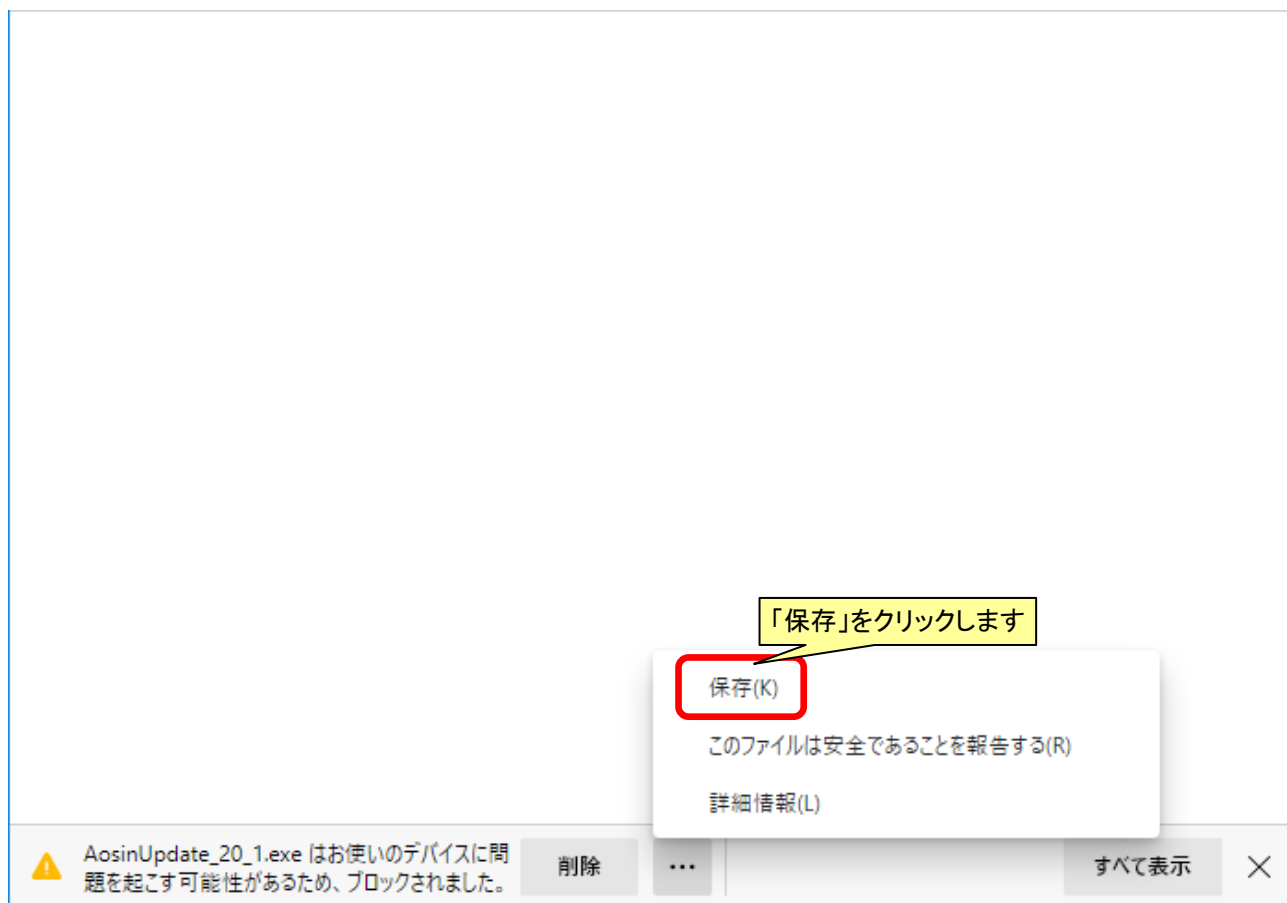 「保存」をクリックします
保存(K)
このファイルは安全であることを報告する(R)
詳細情報(L)
AosinUpdate_20_1.exe はお使いのデバイスに問
題を起こす可能性があるため、ブロックされました。
削除
…
すべて表示